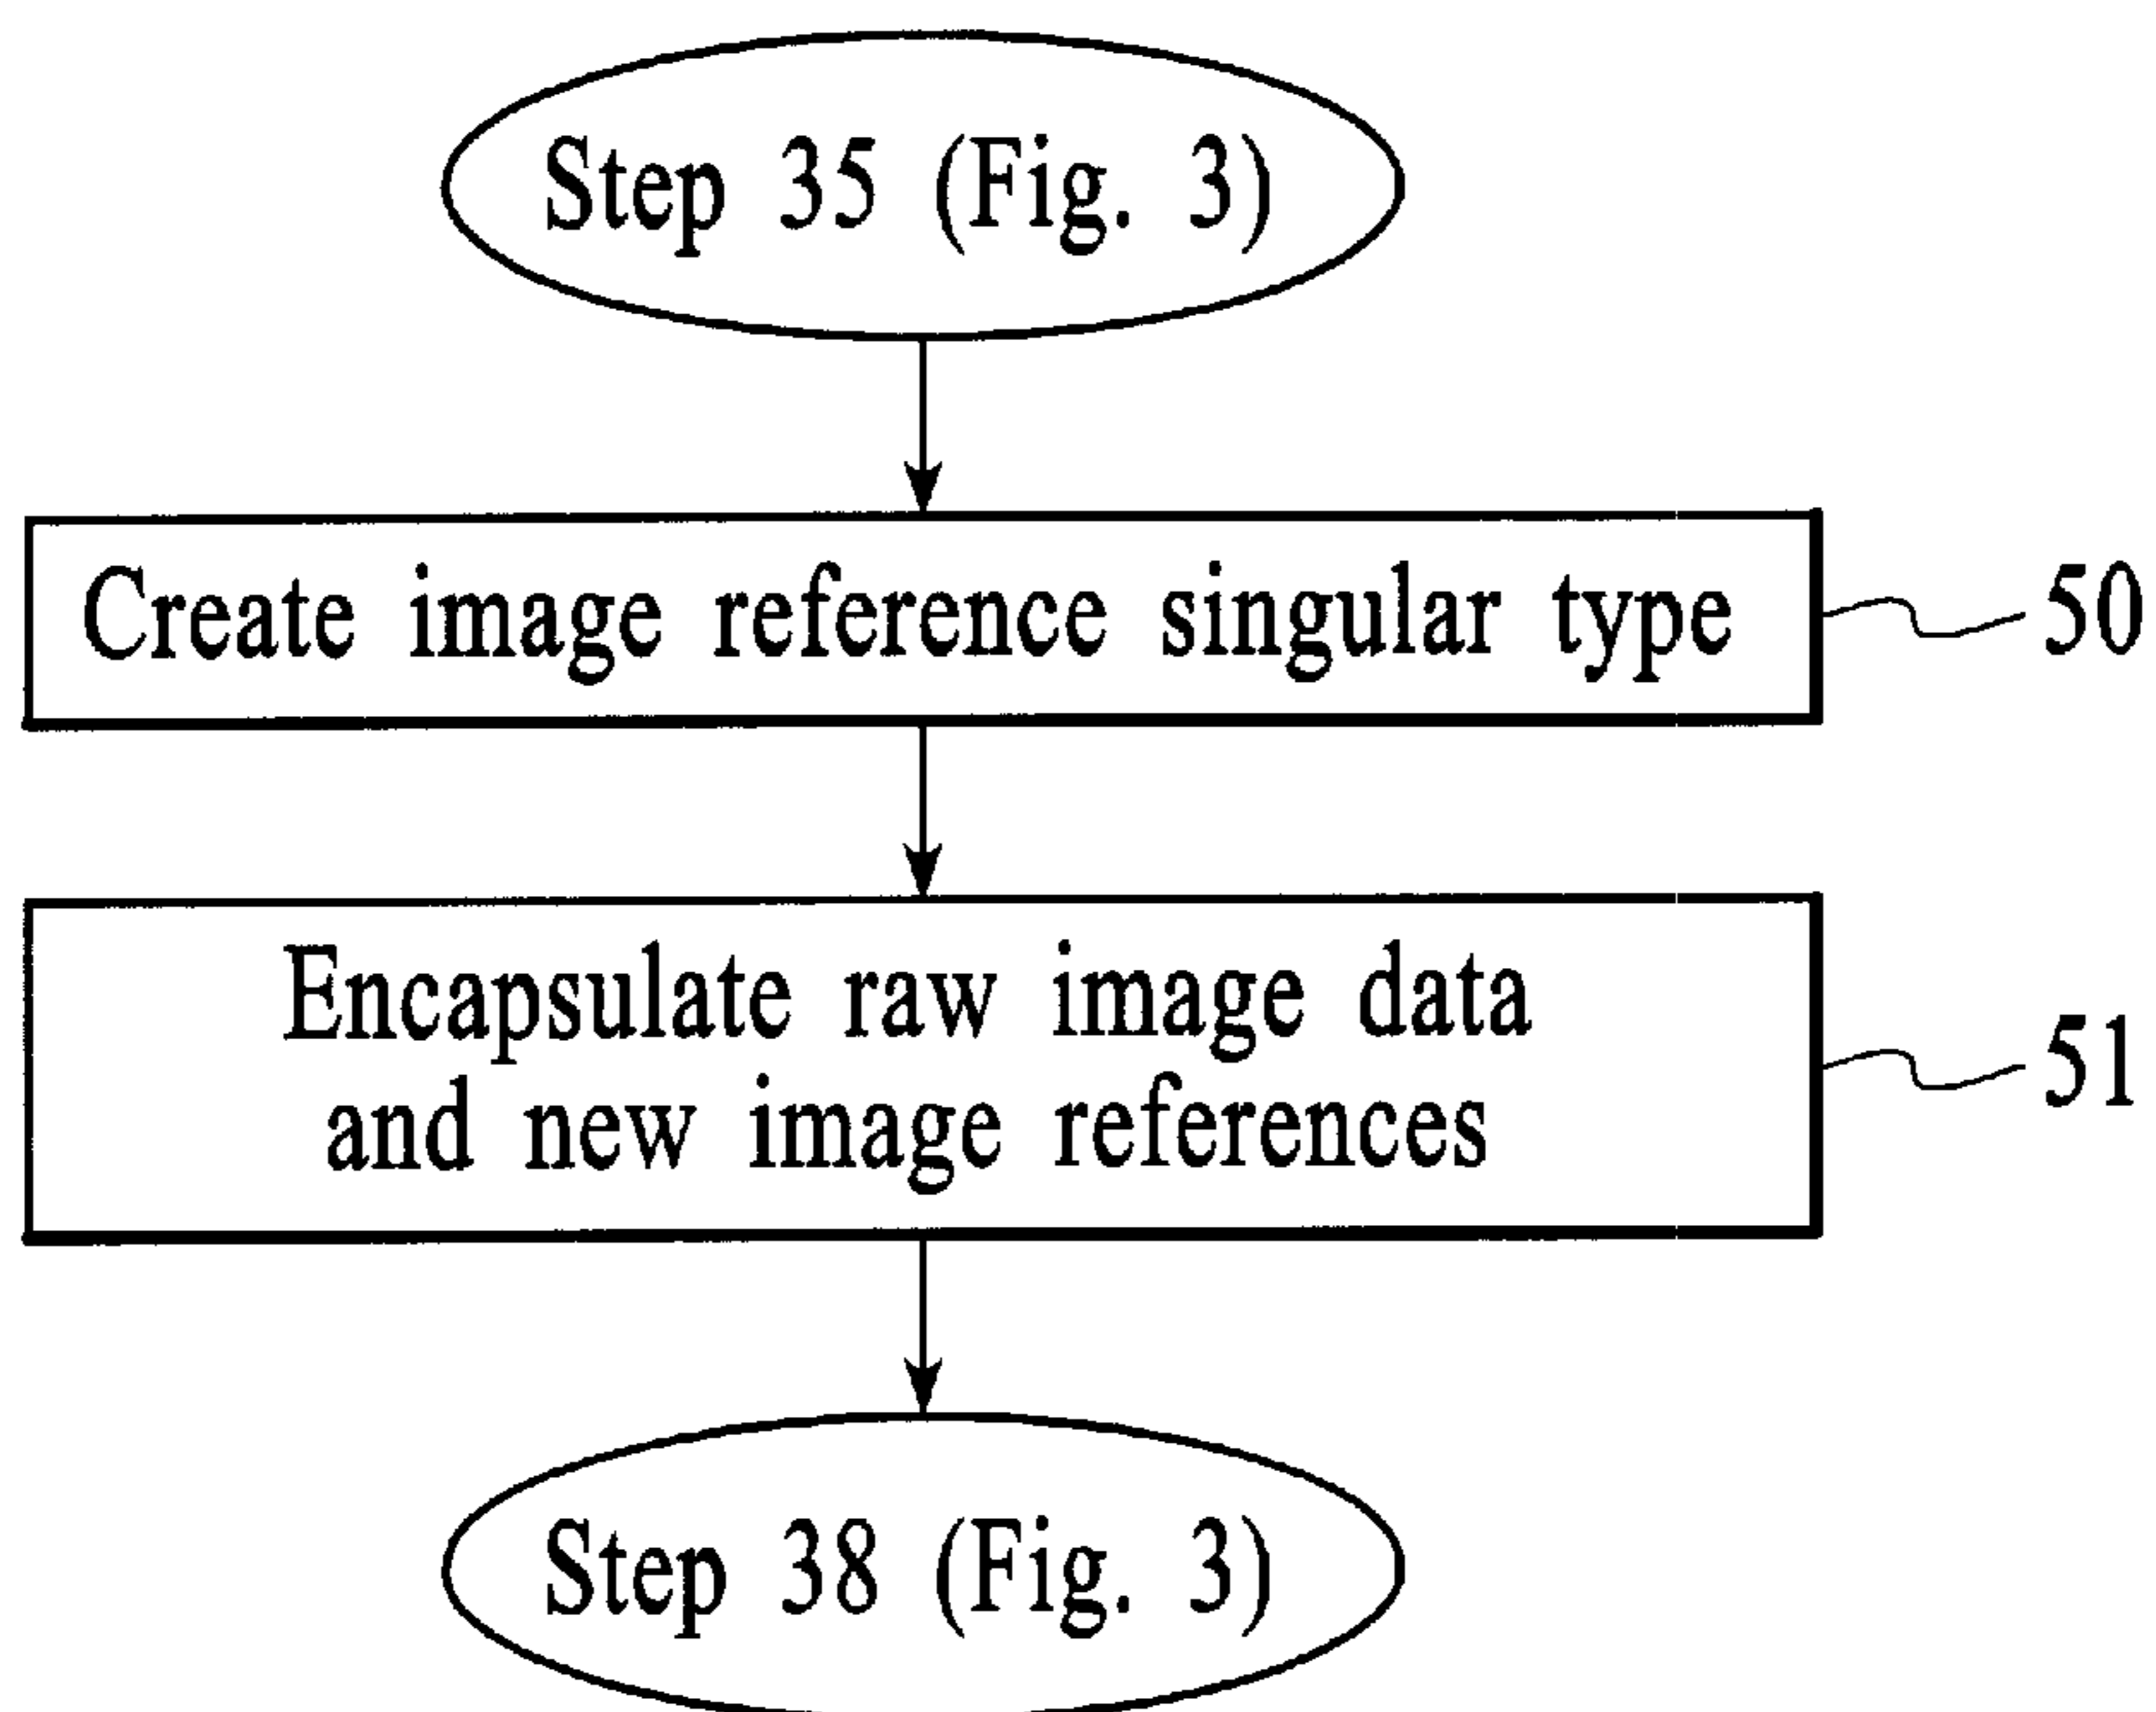 Step 35 (Fig. 3)
Create image reference singular type
50
Encapsulate raw image data
and new image references
51
Step 38 (Fig. 3)